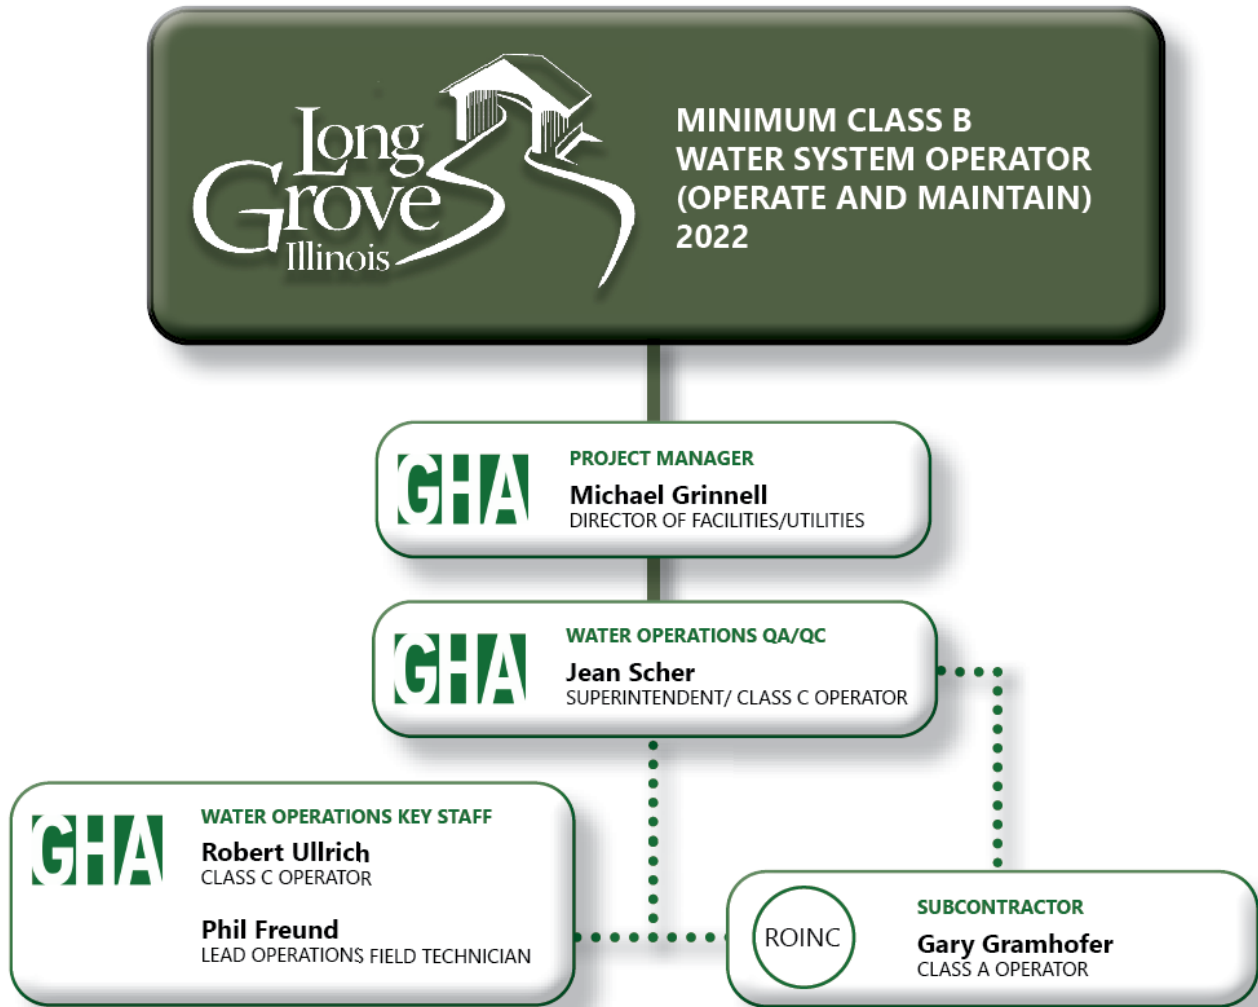 Long
Grove
Illinois
MINIMUM CLASS B
WATER SYSTEM OPERATOR
(OPERATE AND MAINTAIN)
2022
GHA
PROJECT MANAGER
Michael Grinnell
DIRECTOR OF FACILITIES/UTILITIES
GHA
WATER OPERATIONS QA/QC
Jean Scher
SUPERINTENDENT/ CLASS C OPERATOR
GHA
WATER OPERATIONS KEY STAFF
Robert Ullrich
CLASS C OPERATOR
Phil Freund
LEAD OPERATIONS FIELD TECHNICIAN
ROINC
SUBCONTRACTOR
Gary Gramhofer
CLASS A OPERATOR